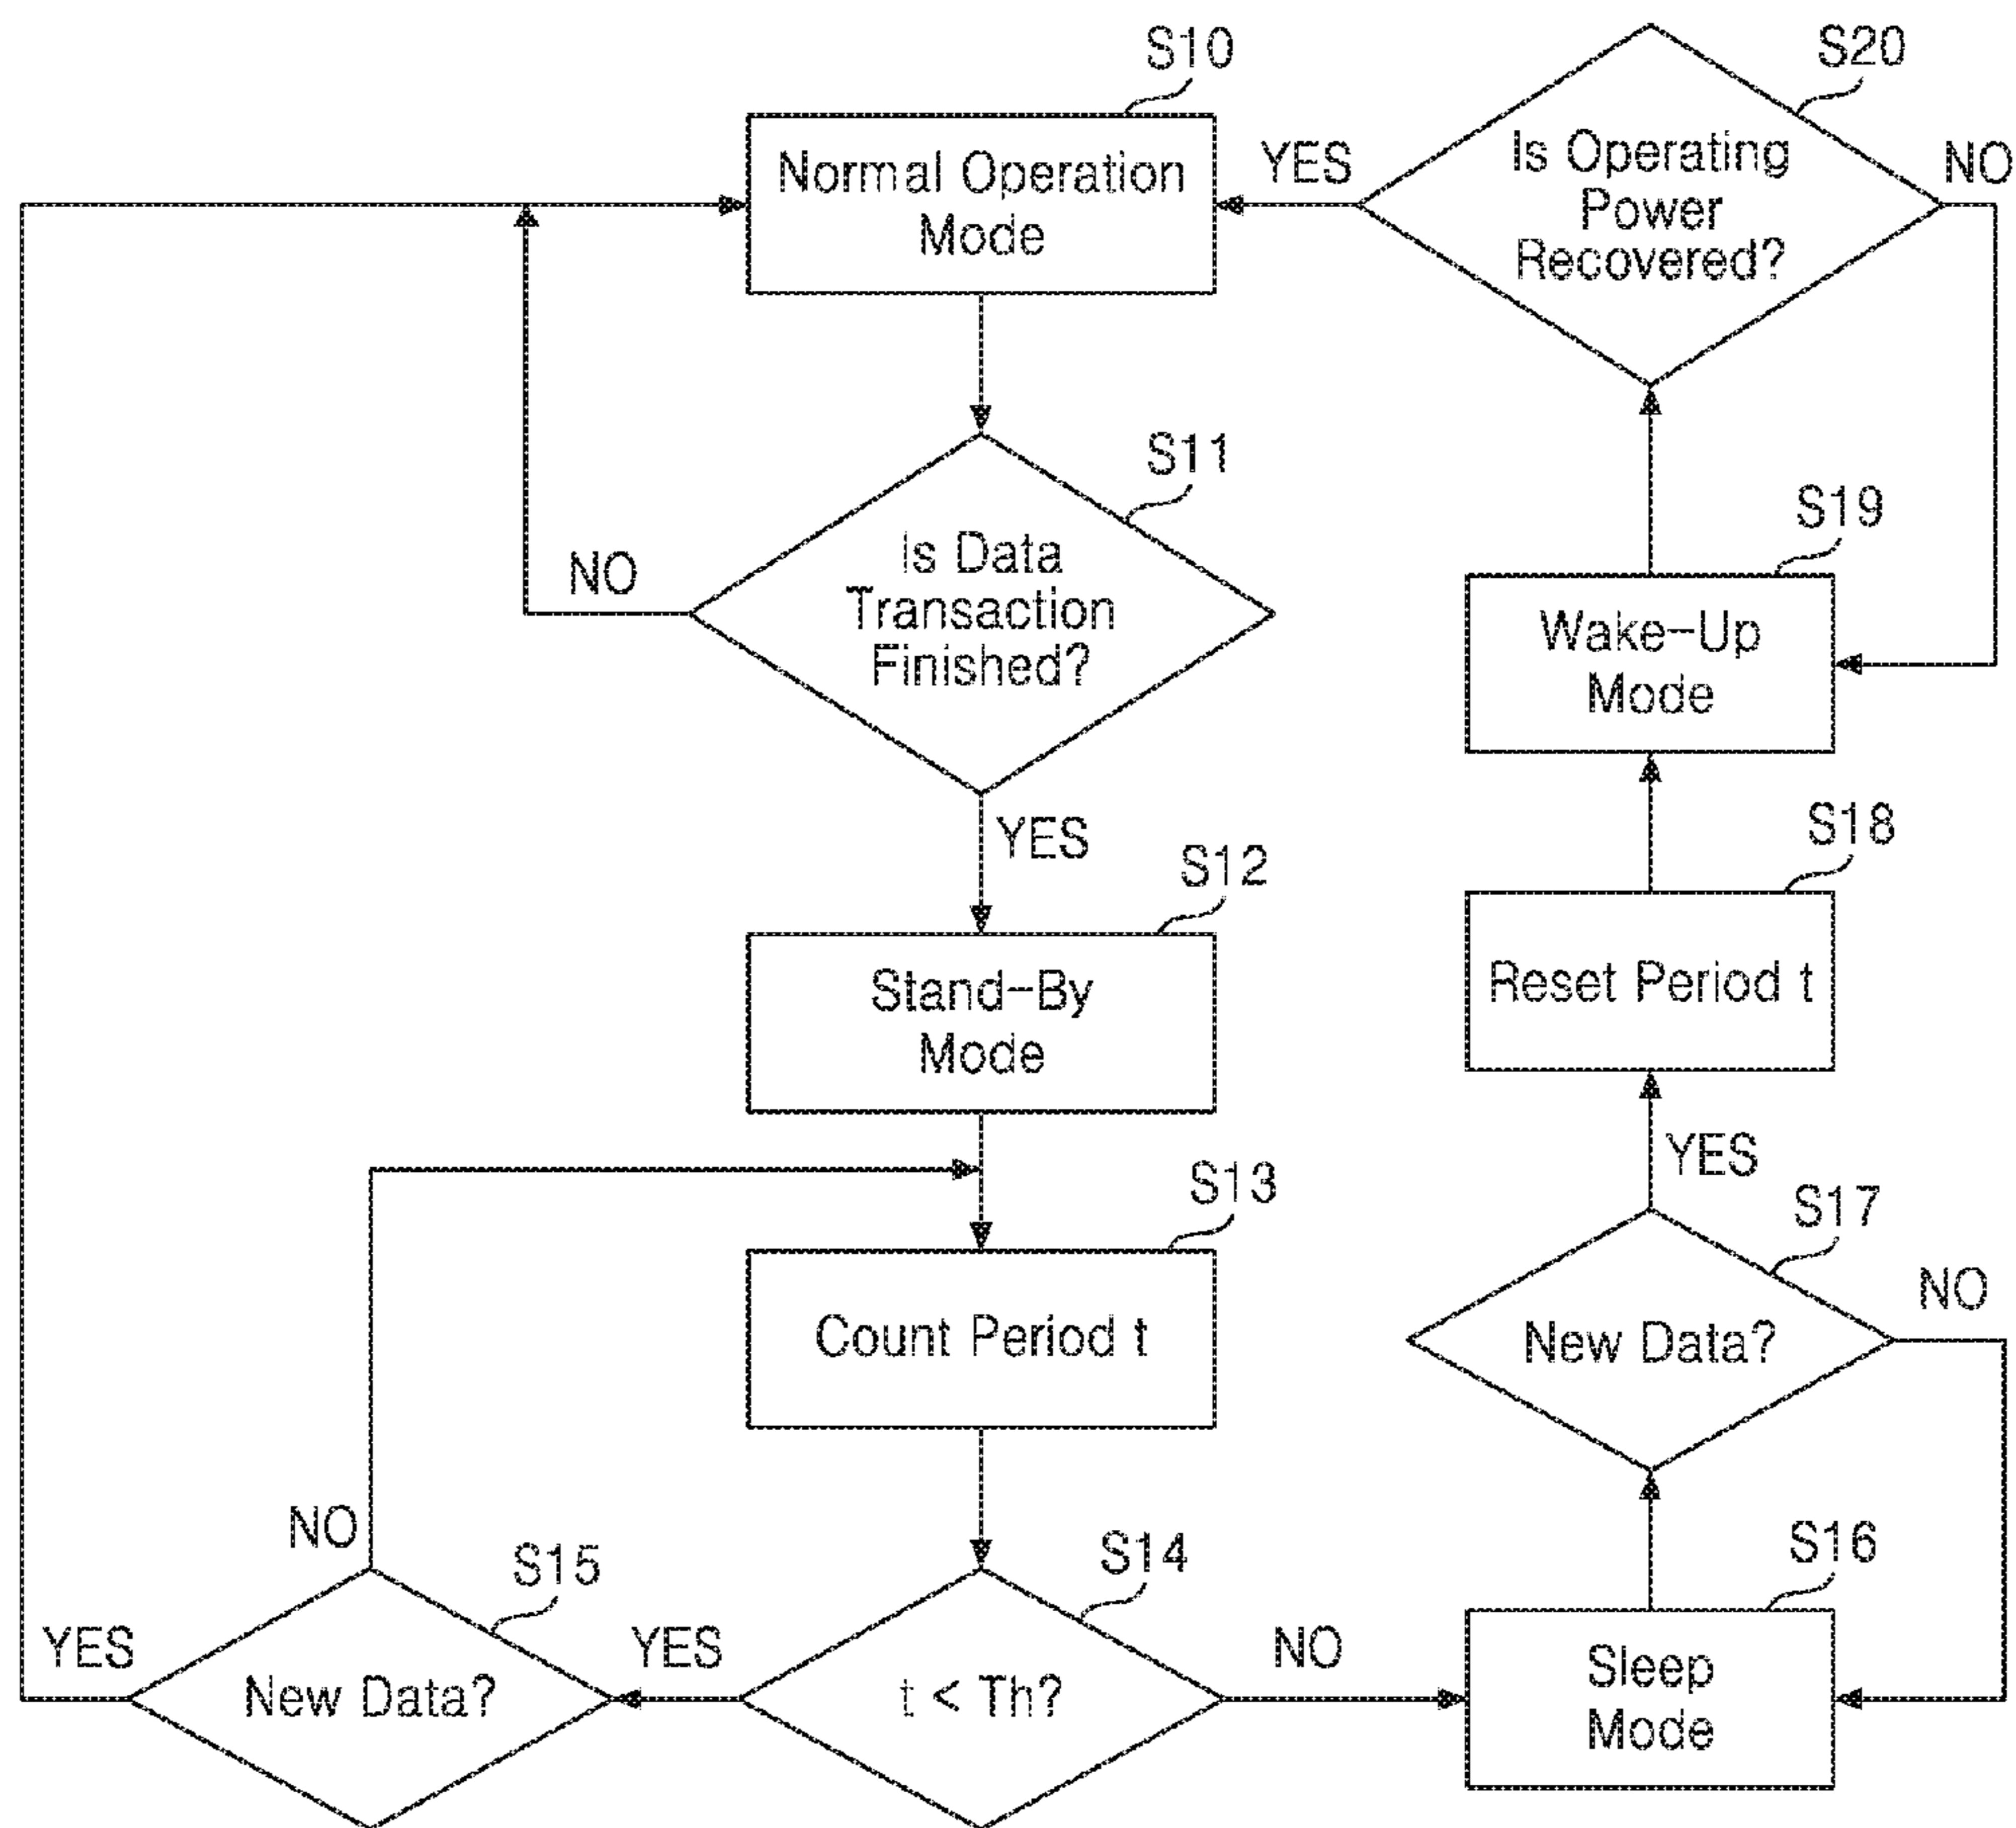 S10
Normal Operation
Mode
S20
Is Operating
Power
Recovered?
YES
NO
S11
Is Data
Transaction
Finished?
NO
YES
S19
Wake-Up
Mode
S12
Stand-By
Mode
S18
Reset Period t
S13
Count Period t
YES
S17
New Data?
NO
S14
t < Th?
YES
NO
S15
New Data?
NO
YES
S16
Sleep
Mode